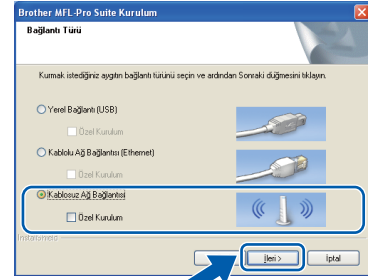 Brother MFL-Pro Suite Kurulum
Bağlantı Türü
Kurmak istediğiniz aygıtın bağlantı türünü seçin ve ardından Sonraki düğmesini tıklayın.
Yerel Bağlantı (USB)
Özel Kurulum
Kablolu Ağ Bağlantısı (Ethernet)
Özel Kurulum
Kablosuz Ağ Bağlantısı
Özel Kurulum
InstallShield
İleri > İptal